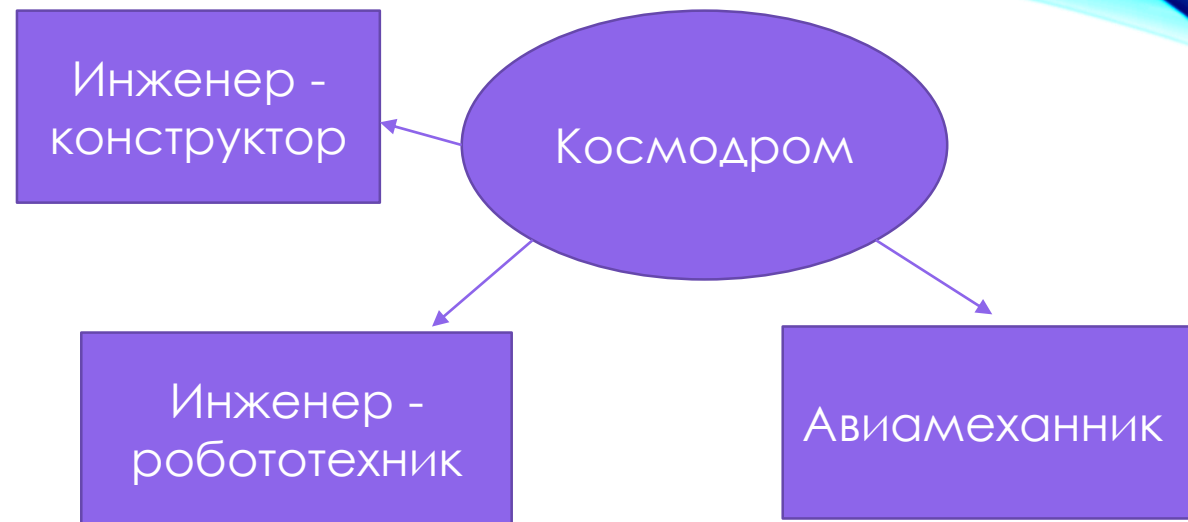 Инженер -
конструктор
Космодром
Инженер -
робототехник
Авиамеханник